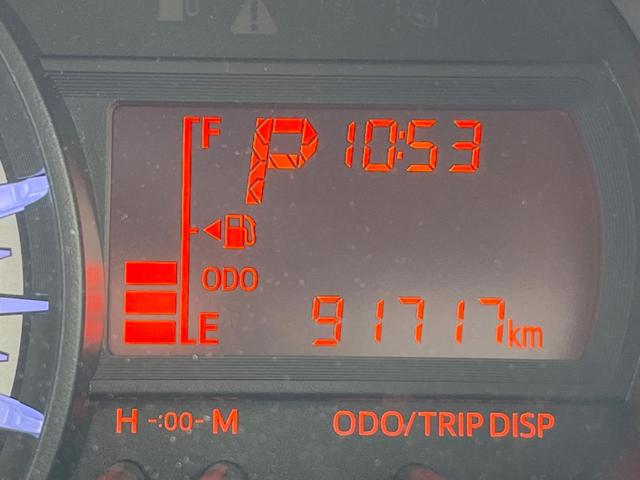 F P 10:53
ODO
E 91717km
H -:00- M ODO/TRIP DISP